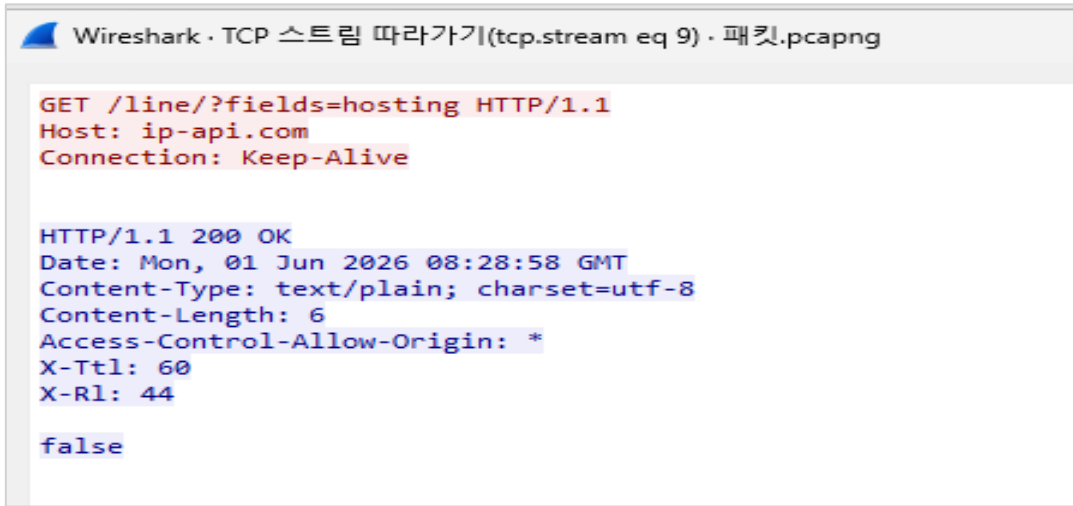 Wireshark · TCP 스트림 따라가기(tcp.stream eq 9) · 패킷.pcapng
GET /line/?fields=hosting HTTP/1.1
Host: ip-api.com
Connection: Keep-Alive
HTTP/1.1 200 OK
Date: Mon, 01 Jun 2026 08:28:58 GMT
Content-Type: text/plain; charset=utf-8
Content-Length: 6
Access-Control-Allow-Origin: *
X-Ttl: 60
X-Rl: 44
false